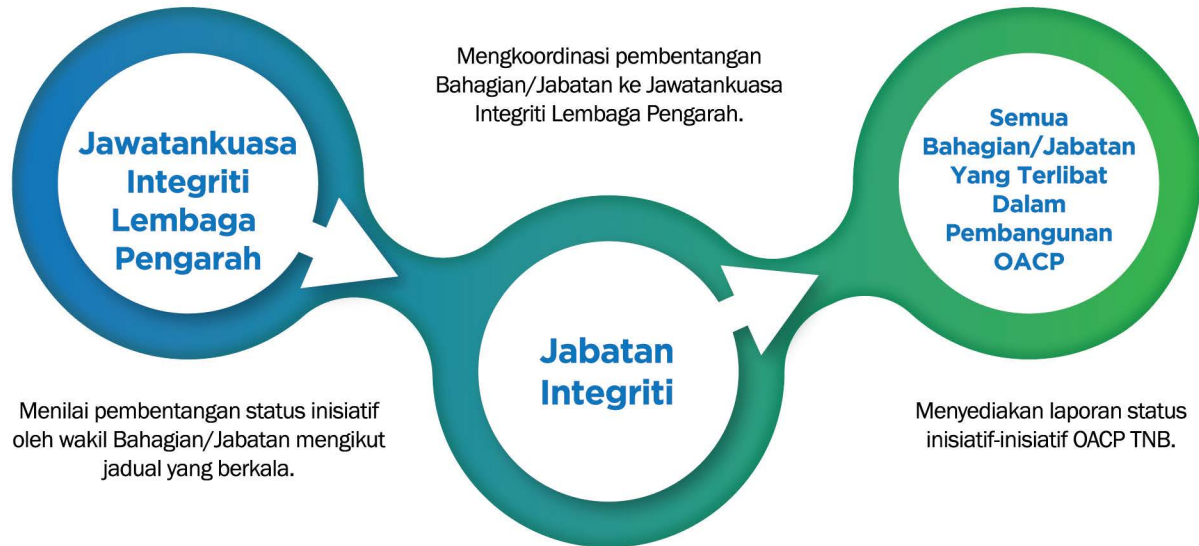 Jawatankuasa
Integriti
Lembaga
Pengarah
Menilai pembentangan status inisiatif
oleh wakil Bahagian/Jabatan mengikut
jadual yang berkala.
Mengkoordinasi pembentangan
Bahagian/Jabatan ke Jawatankuasa
Integriti Lembaga Pengarah.
Jabatan
Integriti
Semua
Bahagian/Jabatan
Yang Terlibat
Dalam
Pembangunan
OACP
Menyediakan laporan status
inisiatif-inisiatif OACP TNB.